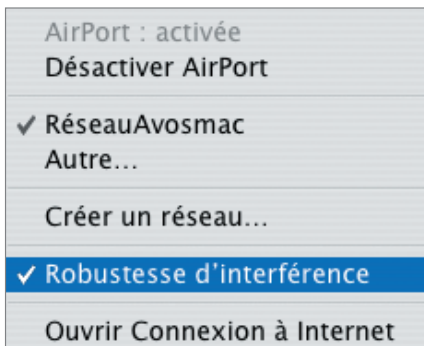 AirPort : activée
Désactiver AirPort
RéseauAvosmac
Autre...
Créer un réseau...
Robustesse d'interférence
Ouvrir Connexion à Internet